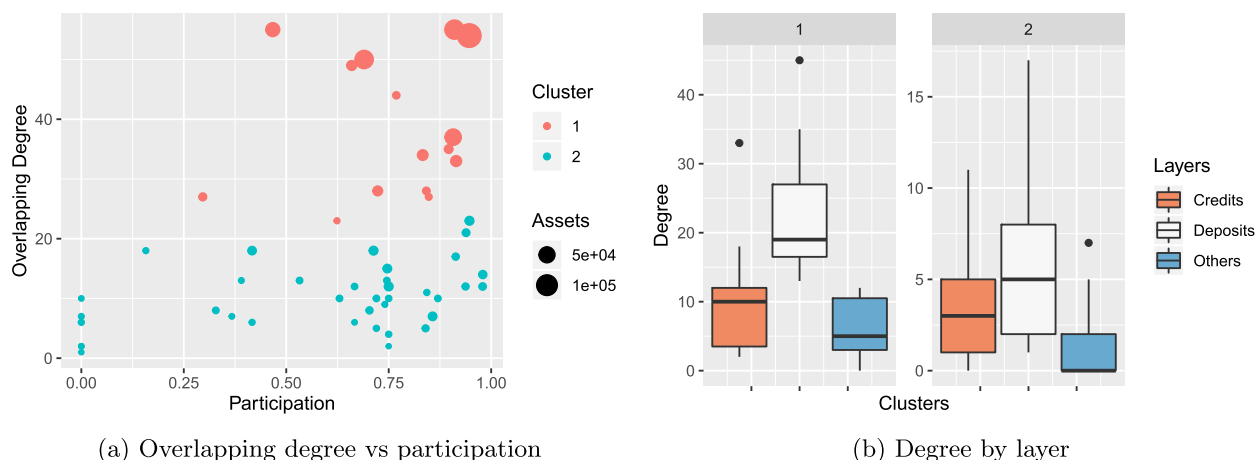 Overlapping Degree
40
20
0
0.00 0.25 0.50 0.75 1.00
Participation
Cluster
1
2
Assets
5e+04
1e+05
(a) Overlapping degree vs participation
1 2
Degree
40
30
20
10
0
15
10
5
0
Clusters
Layers
Credits
Deposits
Others
(b) Degree by layer